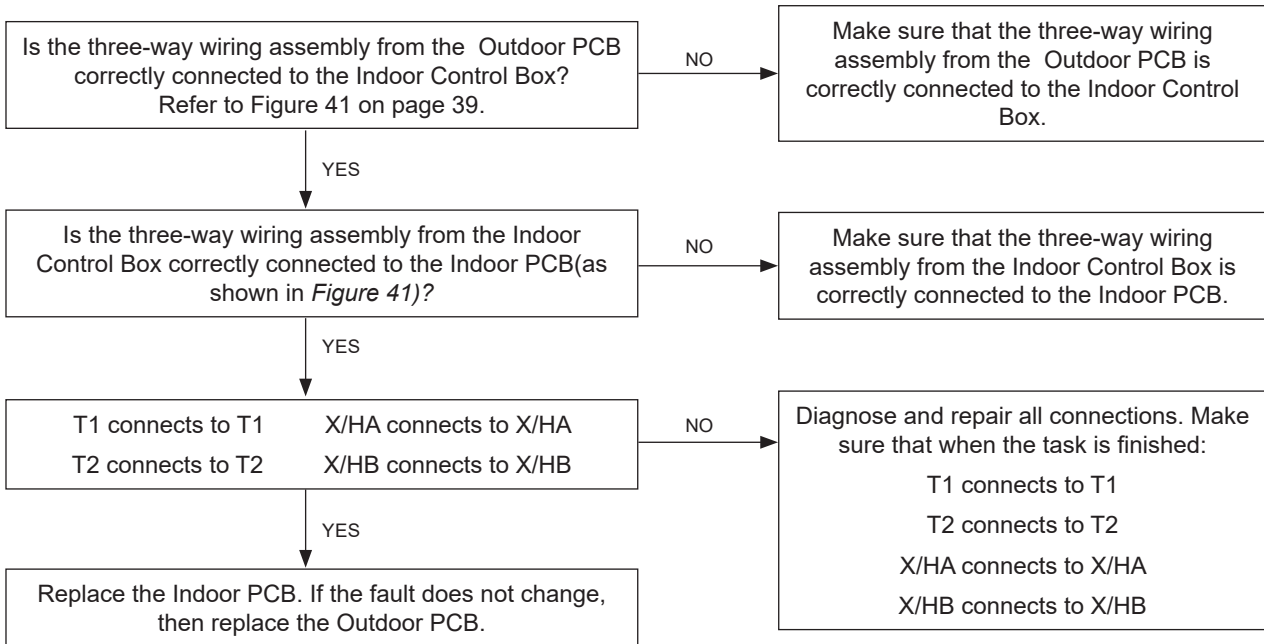 Is the three-way wiring assembly from the Outdoor PCB
correctly connected to the Indoor Control Box?
Refer to Figure 41 on page 39.
NO
Make sure that the three-way wiring
assembly from the Outdoor PCB is
correctly connected to the Indoor Control
Box.
YES
Is the three-way wiring assembly from the Indoor
Control Box correctly connected to the Indoor PCB(as
shown in Figure 41)?
NO
Make sure that the three-way wiring
assembly from the Indoor Control Box is
correctly connected to the Indoor PCB.
YES
T1 connects to T1 X/HA connects to X/HA
T2 connects to T2 X/HB connects to X/HB
NO
Diagnose and repair all connections. Make
sure that when the task is finished:
T1 connects to T1
T2 connects to T2
X/HA connects to X/HA
X/HB connects to X/HB
YES
Replace the Indoor PCB. If the fault does not change,
then replace the Outdoor PCB.